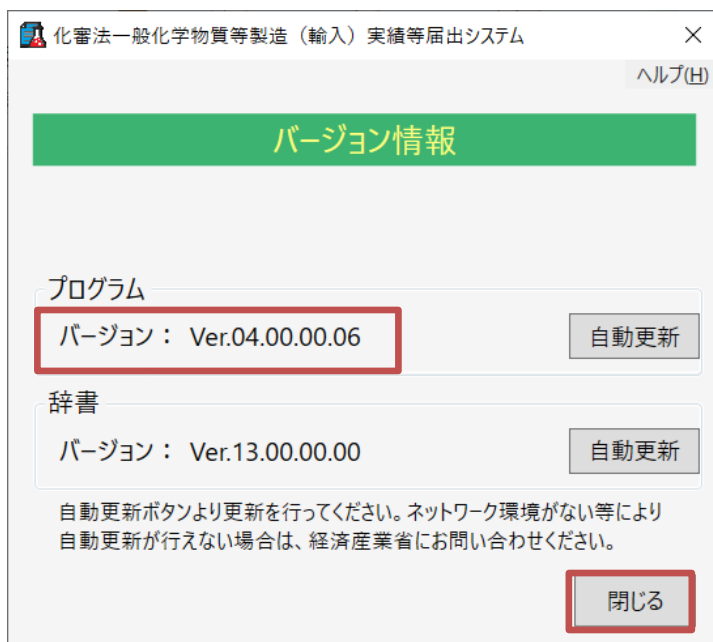 化審法一般化学物質等製造（輸入）実績等届出システム
ヘルプ(H)
バージョン情報
プログラム
バージョン： Ver.04.00.00.06
自動更新
辞書
バージョン： Ver.13.00.00.00
自動更新
自動更新ボタンより更新を行ってください。ネットワーク環境がない等により
自動更新が行えない場合は、経済産業省にお問い合わせください。
閉じる